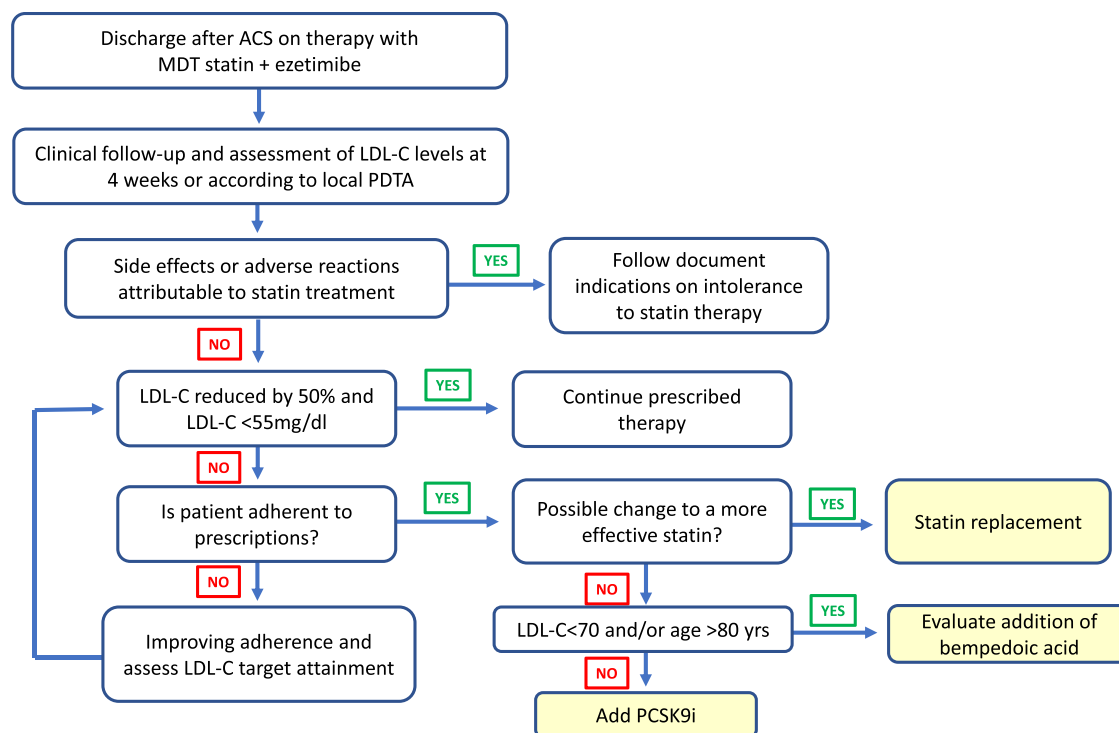 Discharge after ACS on therapy with
MDT statin + ezetimibe
Clinical follow-up and assessment of LDL-C levels at
4 weeks or according to local PDTA
Side effects or adverse reactions
attributable to statin treatment
YES
Follow document
indications on intolerance
to statin therapy
NO
LDL-C reduced by 50% and
LDL-C <55mg/dl
YES
Continue prescribed
therapy
NO
Is patient adherent to
prescriptions?
YES
Possible change to a more
effective statin?
YES
Statin replacement
NO
Improving adherence and
assess LDL-C target attainment
NO
LDL-C<70 and/or age >80 yrs
YES
Evaluate addition of
bempedoic acid
NO
Add PCSK9i